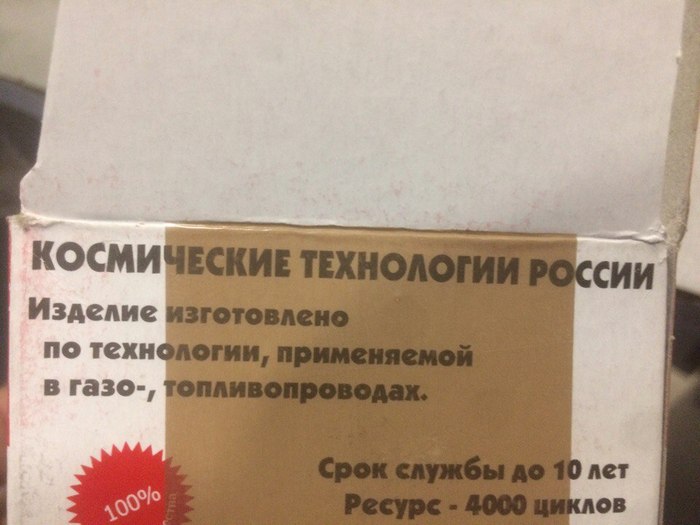 КОСМИЧЕСКИЕ ТЕХНОЛОГИИ РОССИИ
Изделие изготовлено
по технологии, применяемой
в газо-, топливопроводах.
Срок службы до 10 лет
Ресурс - 4000 циклов
100%